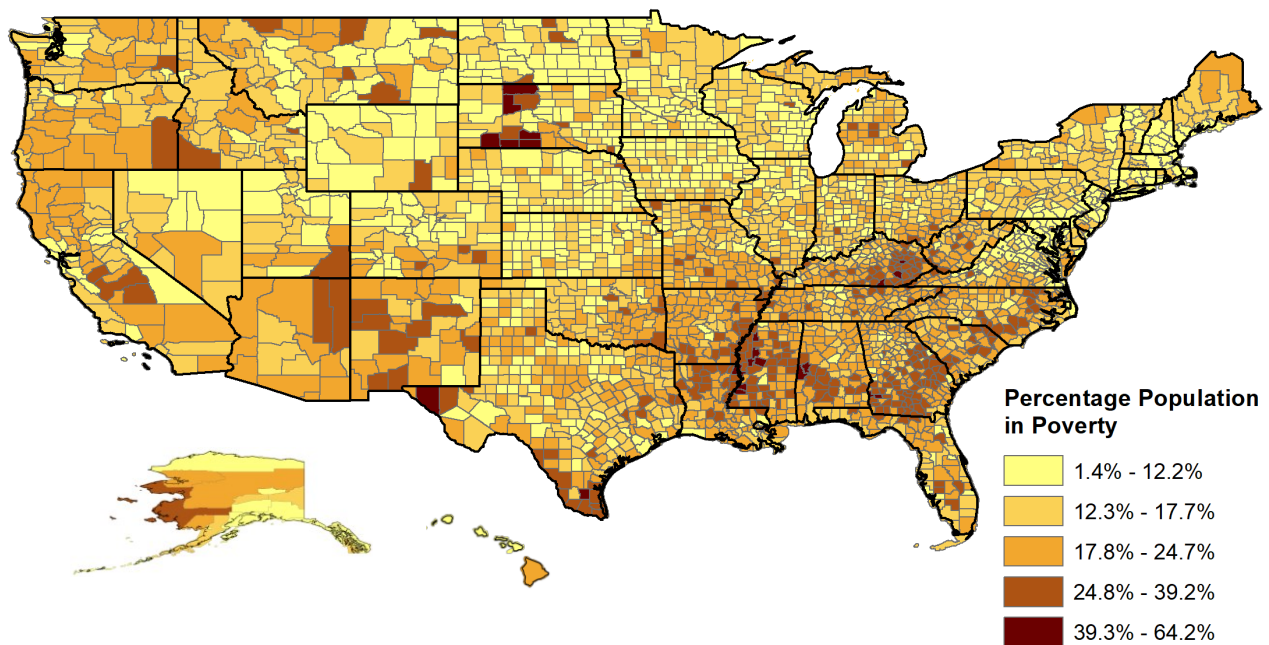 Percentage Population
in Poverty
1.4% - 12.2%
12.3% - 17.7%
17.8% - 24.7%
24.8% - 39.2%
39.3% - 64.2%